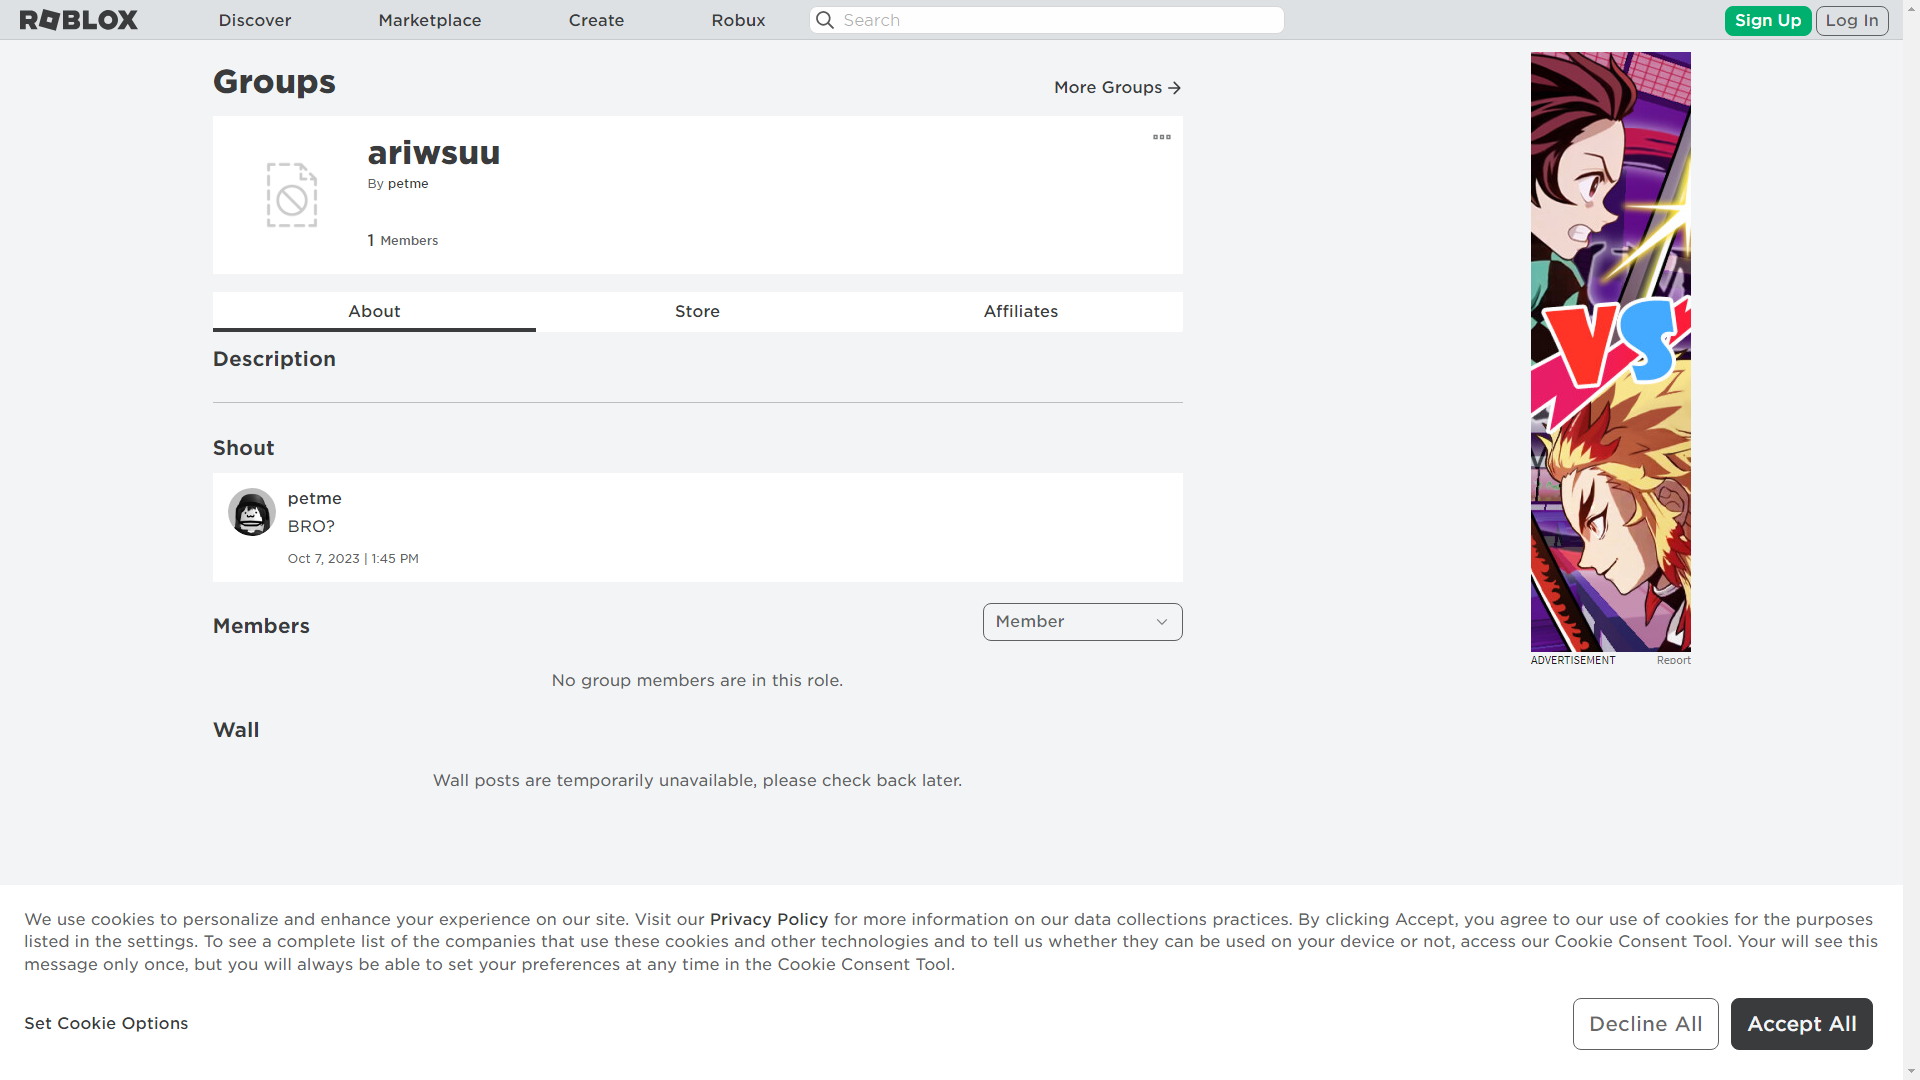 ROBLOX
Discover
Marketplace
Create
Robux
Search
Sign Up
Log In
Groups
More Groups
ariwsuu
By petme
1 Members
About
Store
Affiliates
Description
Shout
petme
BRO?
Oct 7, 2023 | 1:45 PM
Members
Member
No group members are in this role.
Wall
Wall posts are temporarily unavailable, please check back later.
VS
ADVERTISEMENT
Report
We use cookies to personalize and enhance your experience on our site. Visit our Privacy Policy for more information on our data collections practices. By clicking Accept, you agree to our use of cookies for the purposes
listed in the settings. To see a complete list of the companies that use these cookies and other technologies and to tell us whether they can be used on your device or not, access our Cookie Consent Tool. Your will see this
message only once, but you will always be able to set your preferences at any time in the Cookie Consent Tool.
Set Cookie Options
Decline All
Accept All